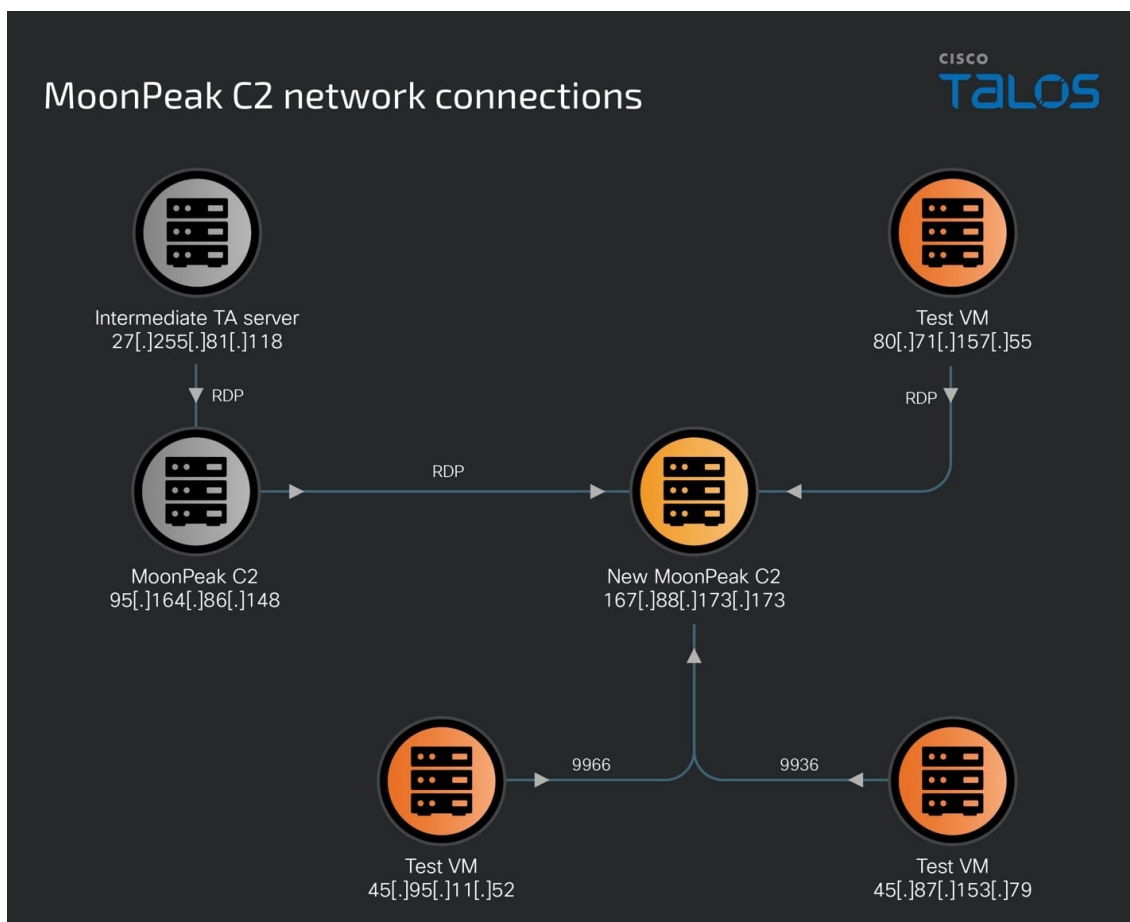 CISCO
TALOS
MoonPeak C2 network connections
Intermediate TA server
27[.]255[.]81[.]118
Test VM
80[.]71[.]157[.]55
RDP
RDP
RDP
MoonPeak C2
95[.]164[.]86[.]148
New MoonPeak C2
167[.]88[.]173[.]173
9966
9936
Test VM
45[.]95[.]11[.]52
Test VM
45[.]87[.]153[.]79